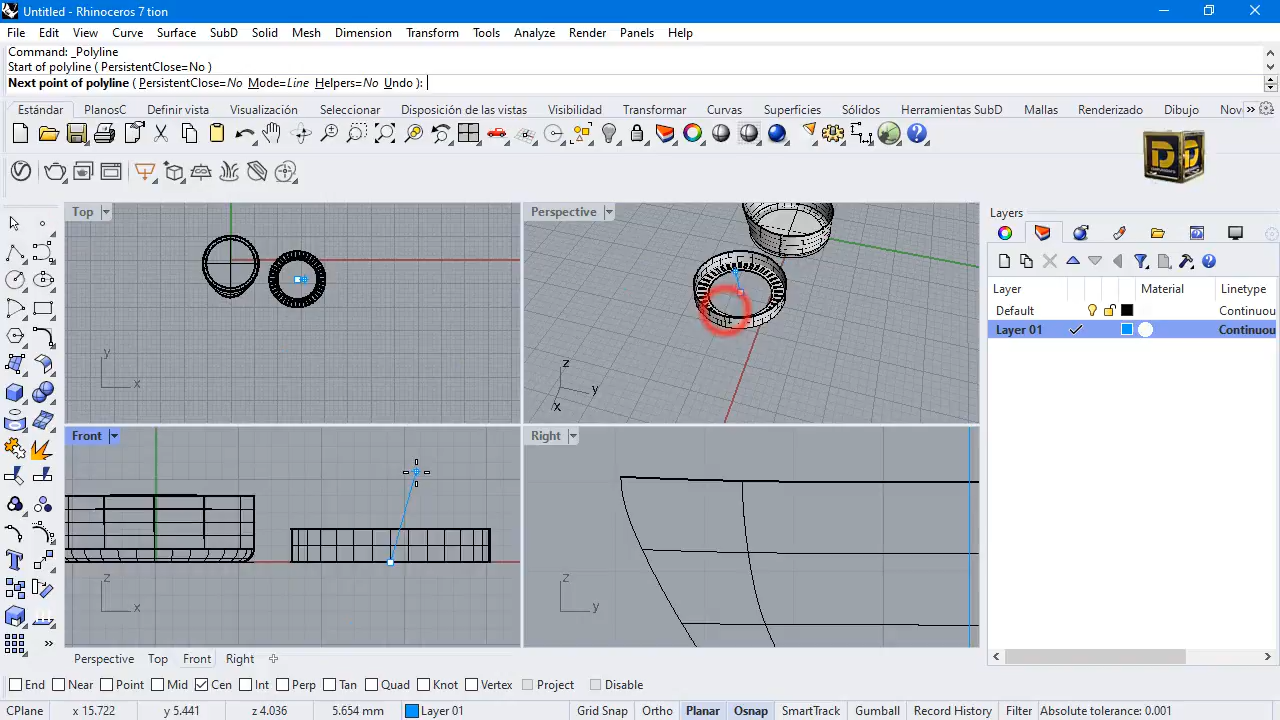 Untitled - Rhinoceros 7 tion
File Edit View Curve Surface SubD Solid Mesh Dimension Transform Tools Analyze Render Panels Help
Command: _Polyline
Start of polyline ( PersistentClose=No )
Next point of polyline ( PersistentClose=No Mode=Line Helpers=No Undo ):
Estándar PlanosC Definir vista Visualización Seleccionar Disposición de las vistas Visibilidad Transformar Curvas Superficies Sólidos Herramientas SubD Mallas Renderizado Dibujo Nov »
Top
Perspective
Layers
Layer Material Linetype
Default Continuou
Layer 01 Continuou
y
x
z
y
x
Front
Right
z
x
z
y
»
Perspective Top Front Right
End Near Point Mid Cen Int Perp Tan Quad Knot Vertex Project Disable
CPlane x 15.722 y 5.441 z 4.036 5.654 mm Layer 01 Grid Snap Ortho Planar Osnap SmartTrack Gumball Record History Filter Absolute tolerance: 0.001